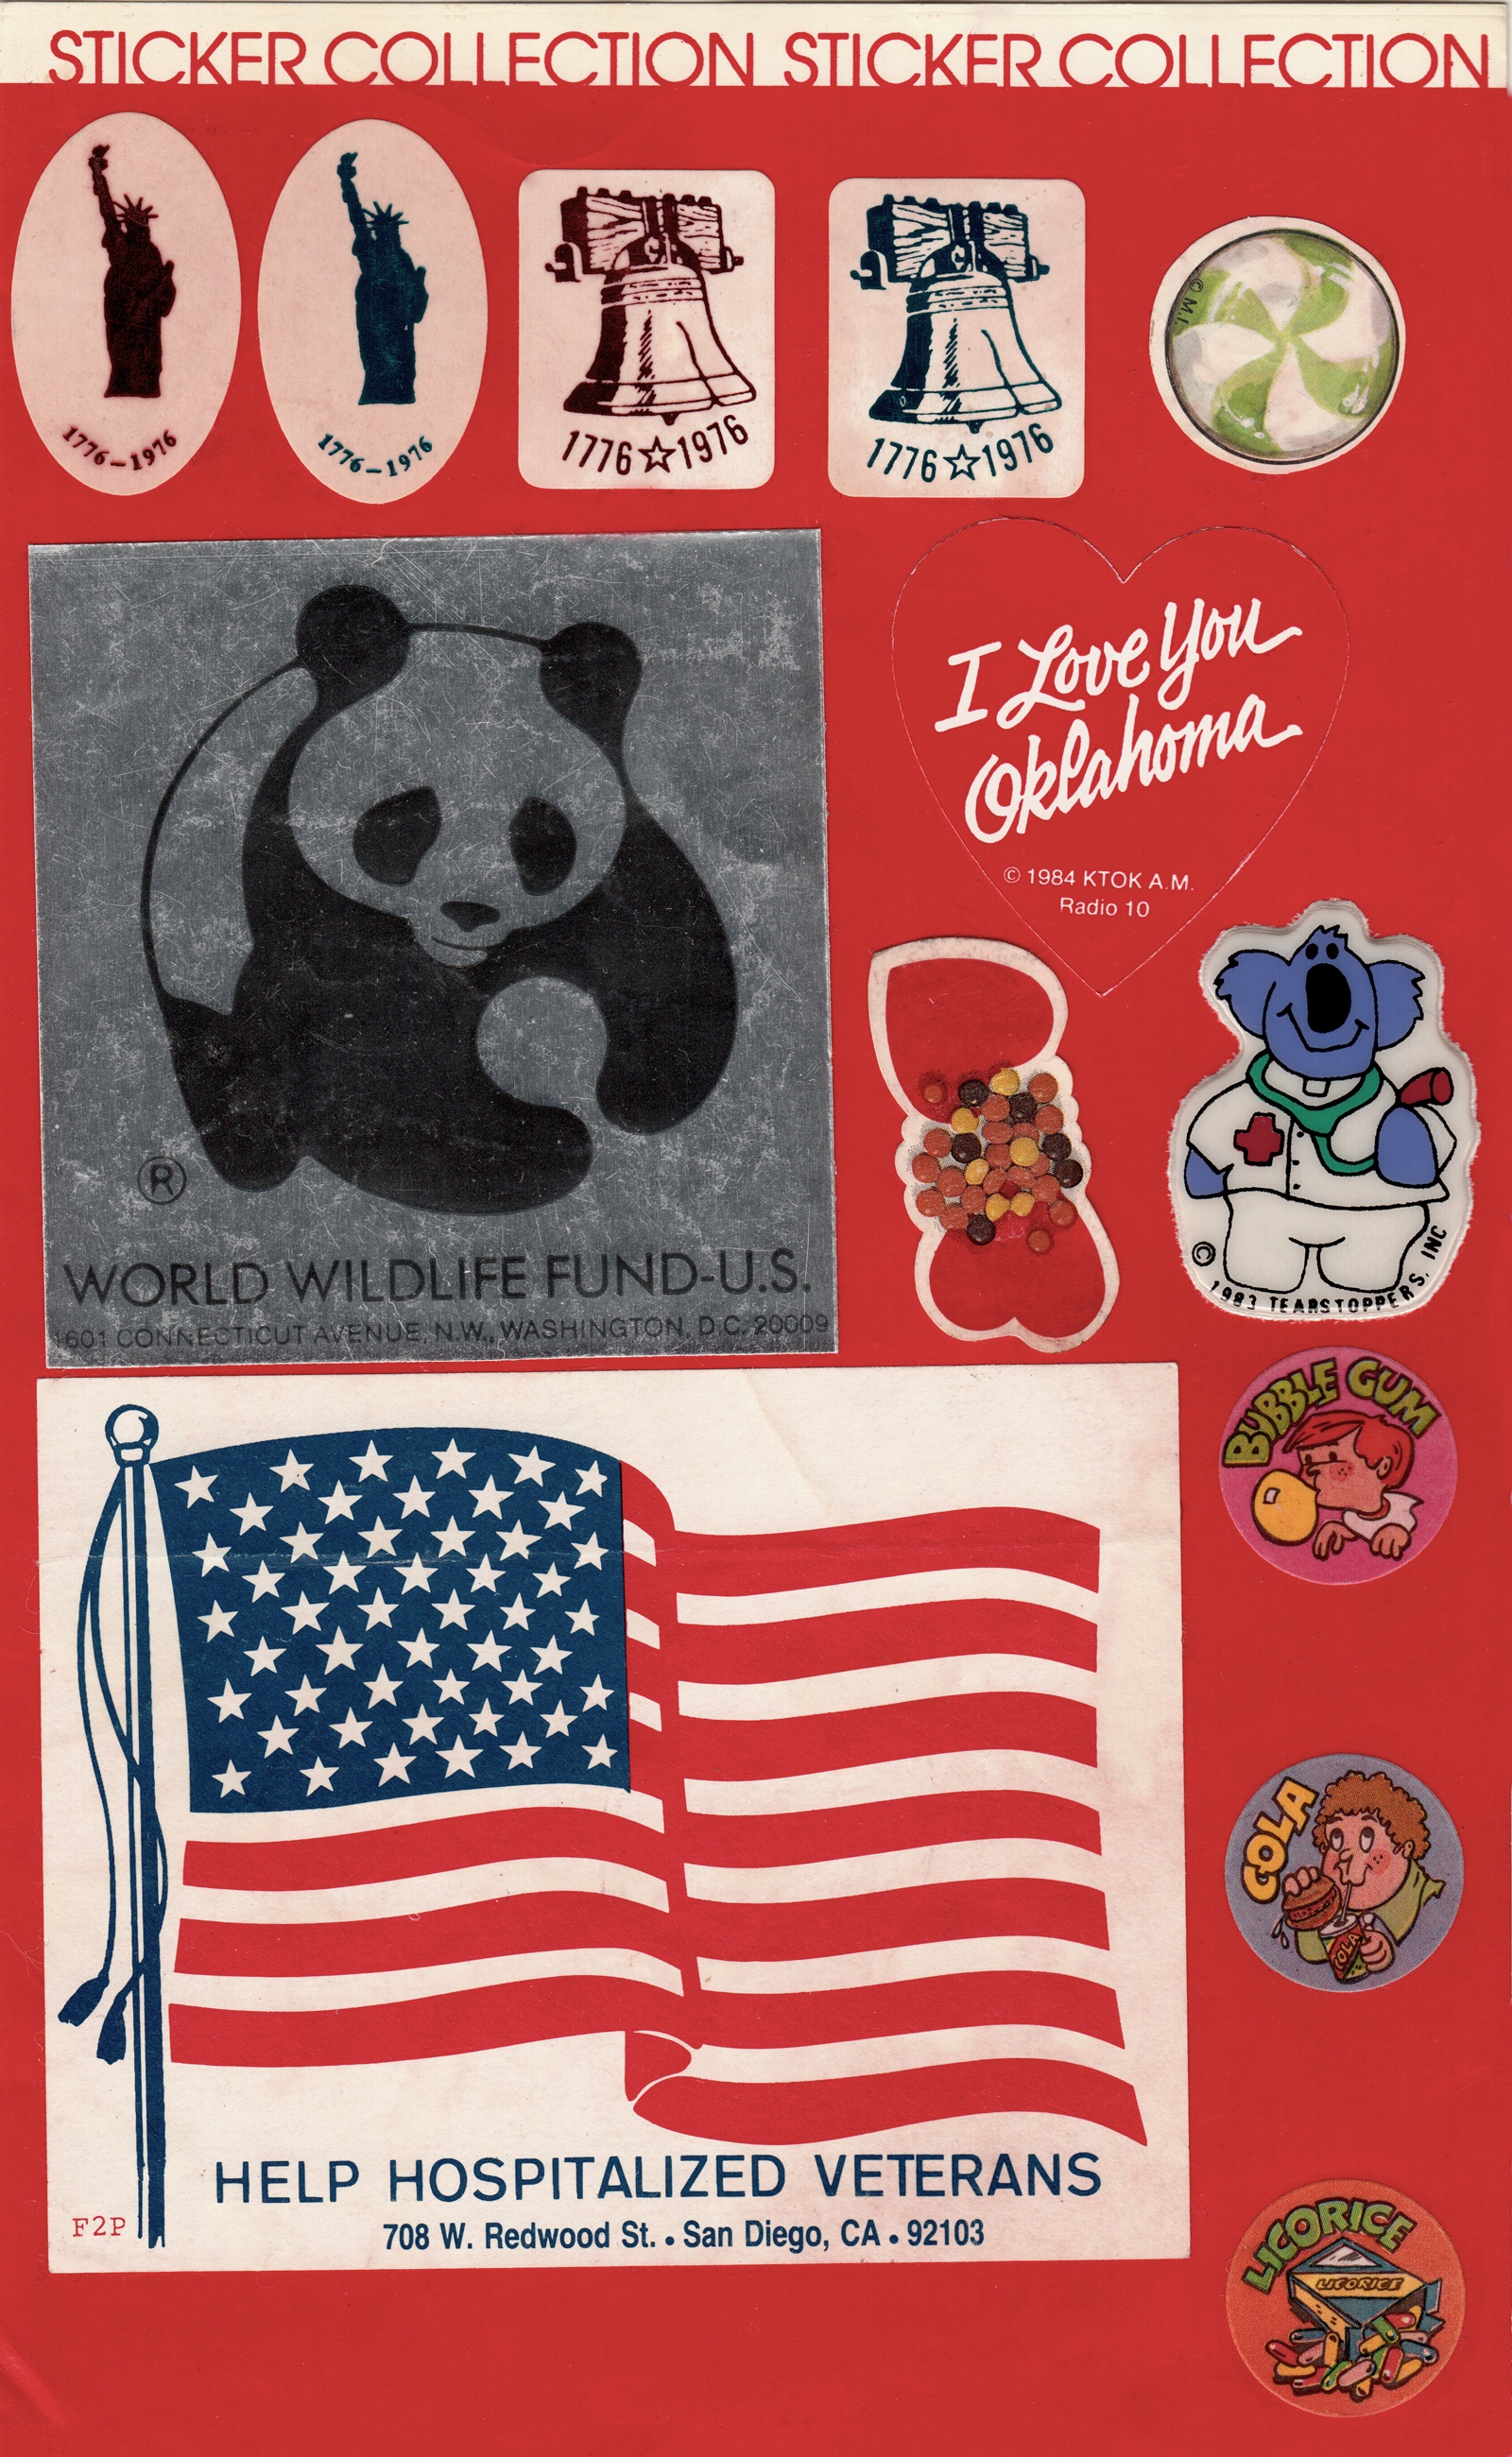 STICKER COLLECTION STICKER COLLECTION
1776-1976
1776-1976
1776☆1976
1776☆1976
© M.I.
I Love You
Oklahoma
© 1984 KTOK A.M.
Radio 10
®
WORLD WILDLIFE FUND-U.S.
1601 CONNECTICUT AVENUE, N.W., WASHINGTON, D.C. 20009
© 1983 TEARSTOPPERS, INC
BUBBLE GUM
COLA
COLA
HELP HOSPITALIZED VETERANS
F2P
708 W. Redwood St. • San Diego, CA • 92103
LICORICE
LICORICE